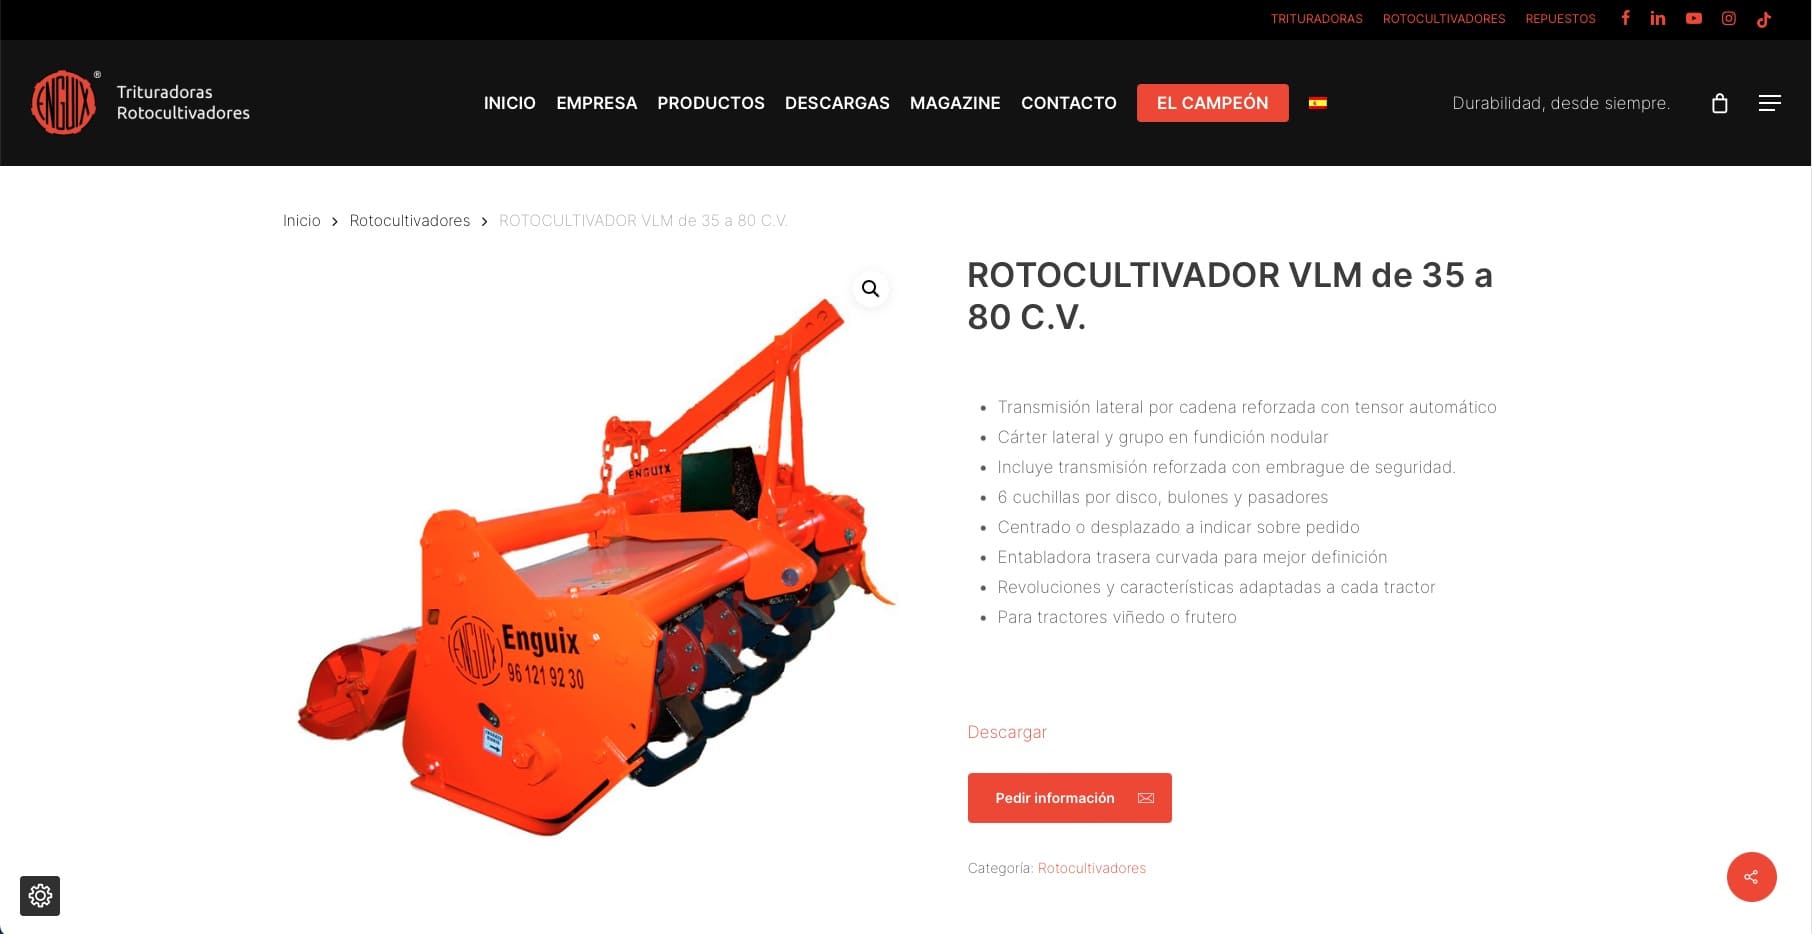 TRITURADORAS ROTOCULTIVADORES REPUESTOS
ENGUIX ®
Trituradoras
Rotocultivadores
INICIO EMPRESA PRODUCTOS DESCARGAS MAGAZINE CONTACTO EL CAMPEÓN
Durabilidad, desde siempre.
Inicio > Rotocultivadores > ROTOCULTIVADOR VLM de 35 a 80 C.V.
ENGUIX
ENGUIX
Enguix
96 121 92 30
ROTOCULTIVADOR VLM de 35 a
80 C.V.
• Transmisión lateral por cadena reforzada con tensor automático
• Cárter lateral y grupo en fundición nodular
• Incluye transmisión reforzada con embrague de seguridad.
• 6 cuchillas por disco, bulones y pasadores
• Centrado o desplazado a indicar sobre pedido
• Entabladora trasera curvada para mejor definición
• Revoluciones y características adaptadas a cada tractor
• Para tractores viñedo o frutero
Descargar
Pedir información
Categoría: Rotocultivadores